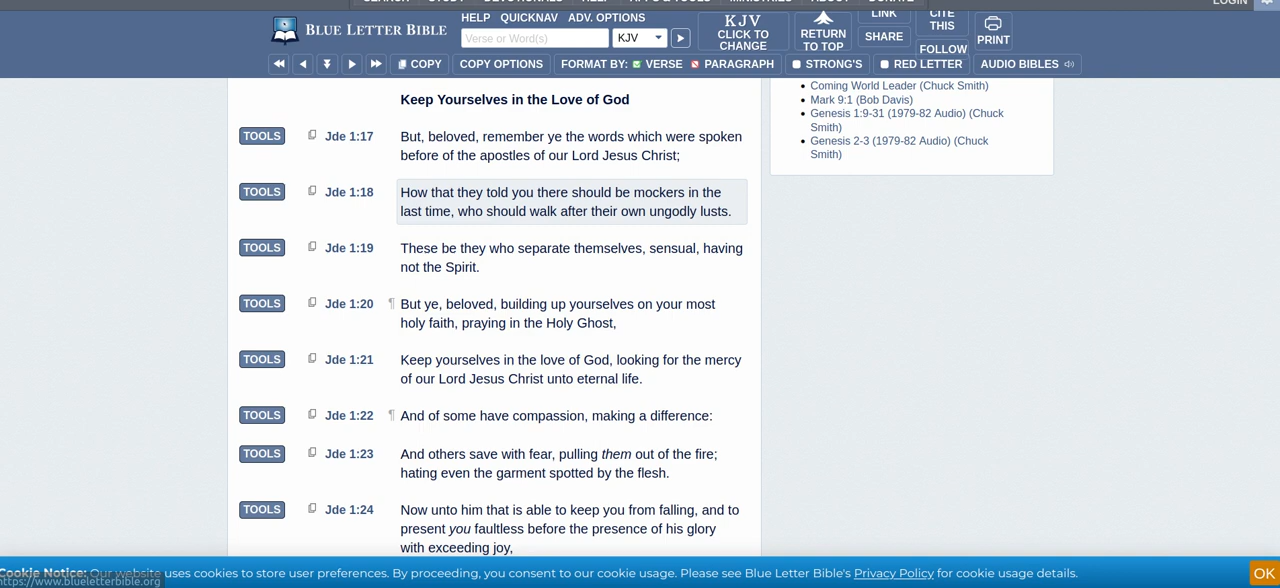 SEARCH STUDY DEVOTIONALS HELP APPS & TOOLS MINISTRIES ABOUT DONATE LOGIN
BLUE LETTER BIBLE
HELP QUICKNAV ADV. OPTIONS
Verse or Word(s)
KJV
KJV
CLICK TO
CHANGE
RETURN
TO TOP
LINK
SHARE
CITE
THIS
FOLLOW
PRINT
COPY COPY OPTIONS FORMAT BY: VERSE PARAGRAPH STRONG'S RED LETTER AUDIO BIBLES
Keep Yourselves in the Love of God
TOOLS Jde 1:17 But, beloved, remember ye the words which were spoken
before of the apostles of our Lord Jesus Christ;
TOOLS Jde 1:18 How that they told you there should be mockers in the
last time, who should walk after their own ungodly lusts.
TOOLS Jde 1:19 These be they who separate themselves, sensual, having
not the Spirit.
TOOLS Jde 1:20 ¶ But ye, beloved, building up yourselves on your most
holy faith, praying in the Holy Ghost,
TOOLS Jde 1:21 Keep yourselves in the love of God, looking for the mercy
of our Lord Jesus Christ unto eternal life.
TOOLS Jde 1:22 ¶ And of some have compassion, making a difference:
TOOLS Jde 1:23 And others save with fear, pulling them out of the fire;
hating even the garment spotted by the flesh.
TOOLS Jde 1:24 Now unto him that is able to keep you from falling, and to
present you faultless before the presence of his glory
with exceeding joy,
Coming World Leader (Chuck Smith)
Mark 9:1 (Bob Davis)
Genesis 1:9-31 (1979-82 Audio) (Chuck
Smith)
Genesis 2-3 (1979-82 Audio) (Chuck
Smith)
Cookie Notice: Our website uses cookies to store user preferences. By proceeding, you consent to our cookie usage. Please see Blue Letter Bible's Privacy Policy for cookie usage details. OK
https://www.blueletterbible.org